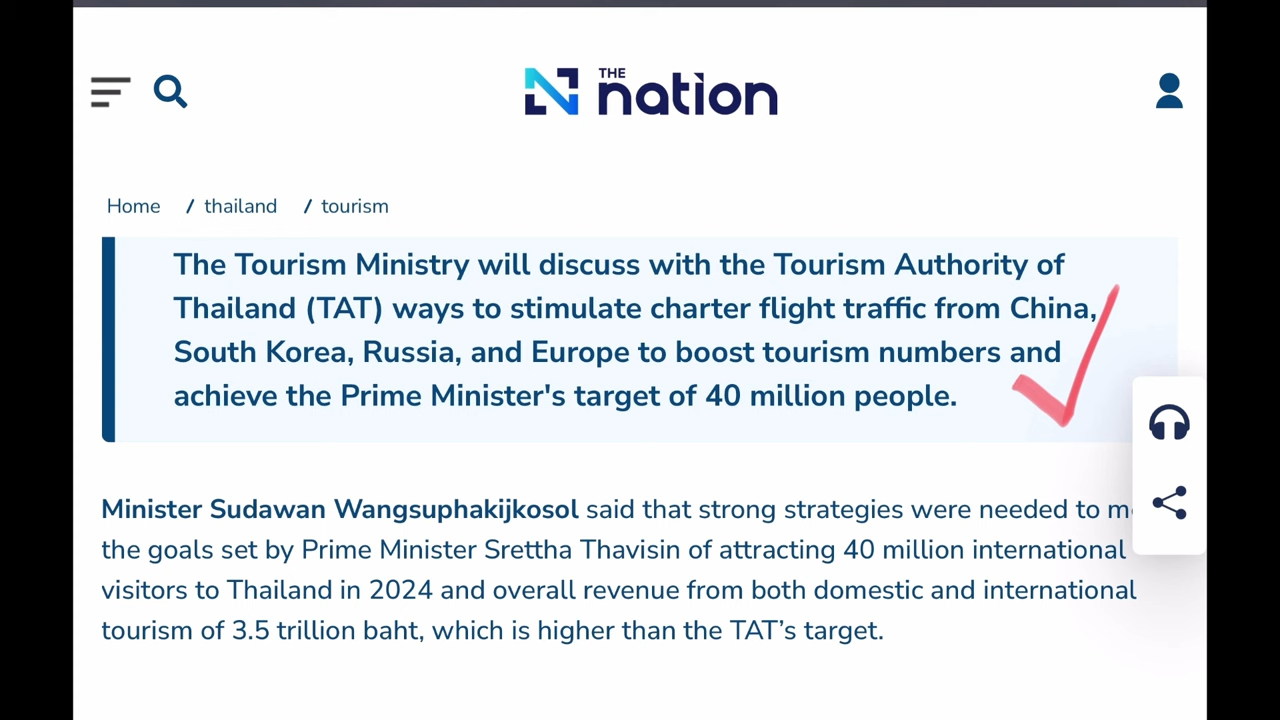 THE
nation
Home / thailand / tourism
The Tourism Ministry will discuss with the Tourism Authority of
Thailand (TAT) ways to stimulate charter flight traffic from China,
South Korea, Russia, and Europe to boost tourism numbers and
achieve the Prime Minister's target of 40 million people.
Minister Sudawan Wangsuphakijkosol said that strong strategies were needed to
the goals set by Prime Minister Srettha Thavisin of attracting 40 million international
visitors to Thailand in 2024 and overall revenue from both domestic and international
tourism of 3.5 trillion baht, which is higher than the TAT’s target.